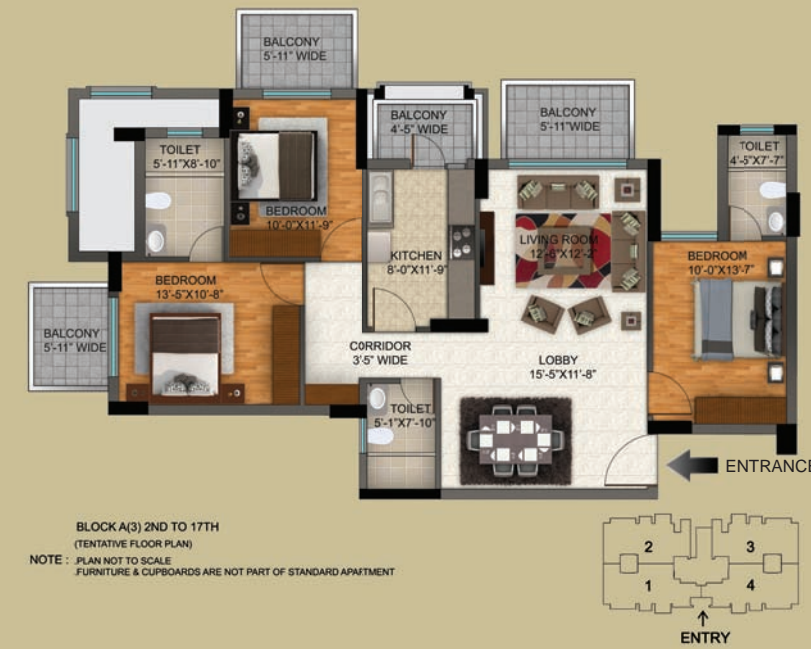 BALCONY
5'-11" WIDE
BALCONY
4'-5" WIDE
BALCONY
5'-11"WIDE
TOILET
5'-11"X8'-10"
TOILET
4'-5"X7'-7"
BEDROOM
10'-0"X11'-9"
KITCHEN
8'-0"X11'-9"
LIVING ROOM
12'-6"X12'-2"
BEDROOM
10'-0"X13'-7"
BEDROOM
13'-5"X10'-8"
BALCONY
5'-11" WIDE
CORRIDOR
3'-5" WIDE
LOBBY
15'-5"X11'-8"
TOILET
5'-1"X7'-10"
ENTRANCE
BLOCK A(3) 2ND TO 17TH
(TENTATIVE FLOOR PLAN)
NOTE : .PLAN NOT TO SCALE
.FURNITURE & CUPBOARDS ARE NOT PART OF STANDARD APARTMENT
2 3
1 4
ENTRY